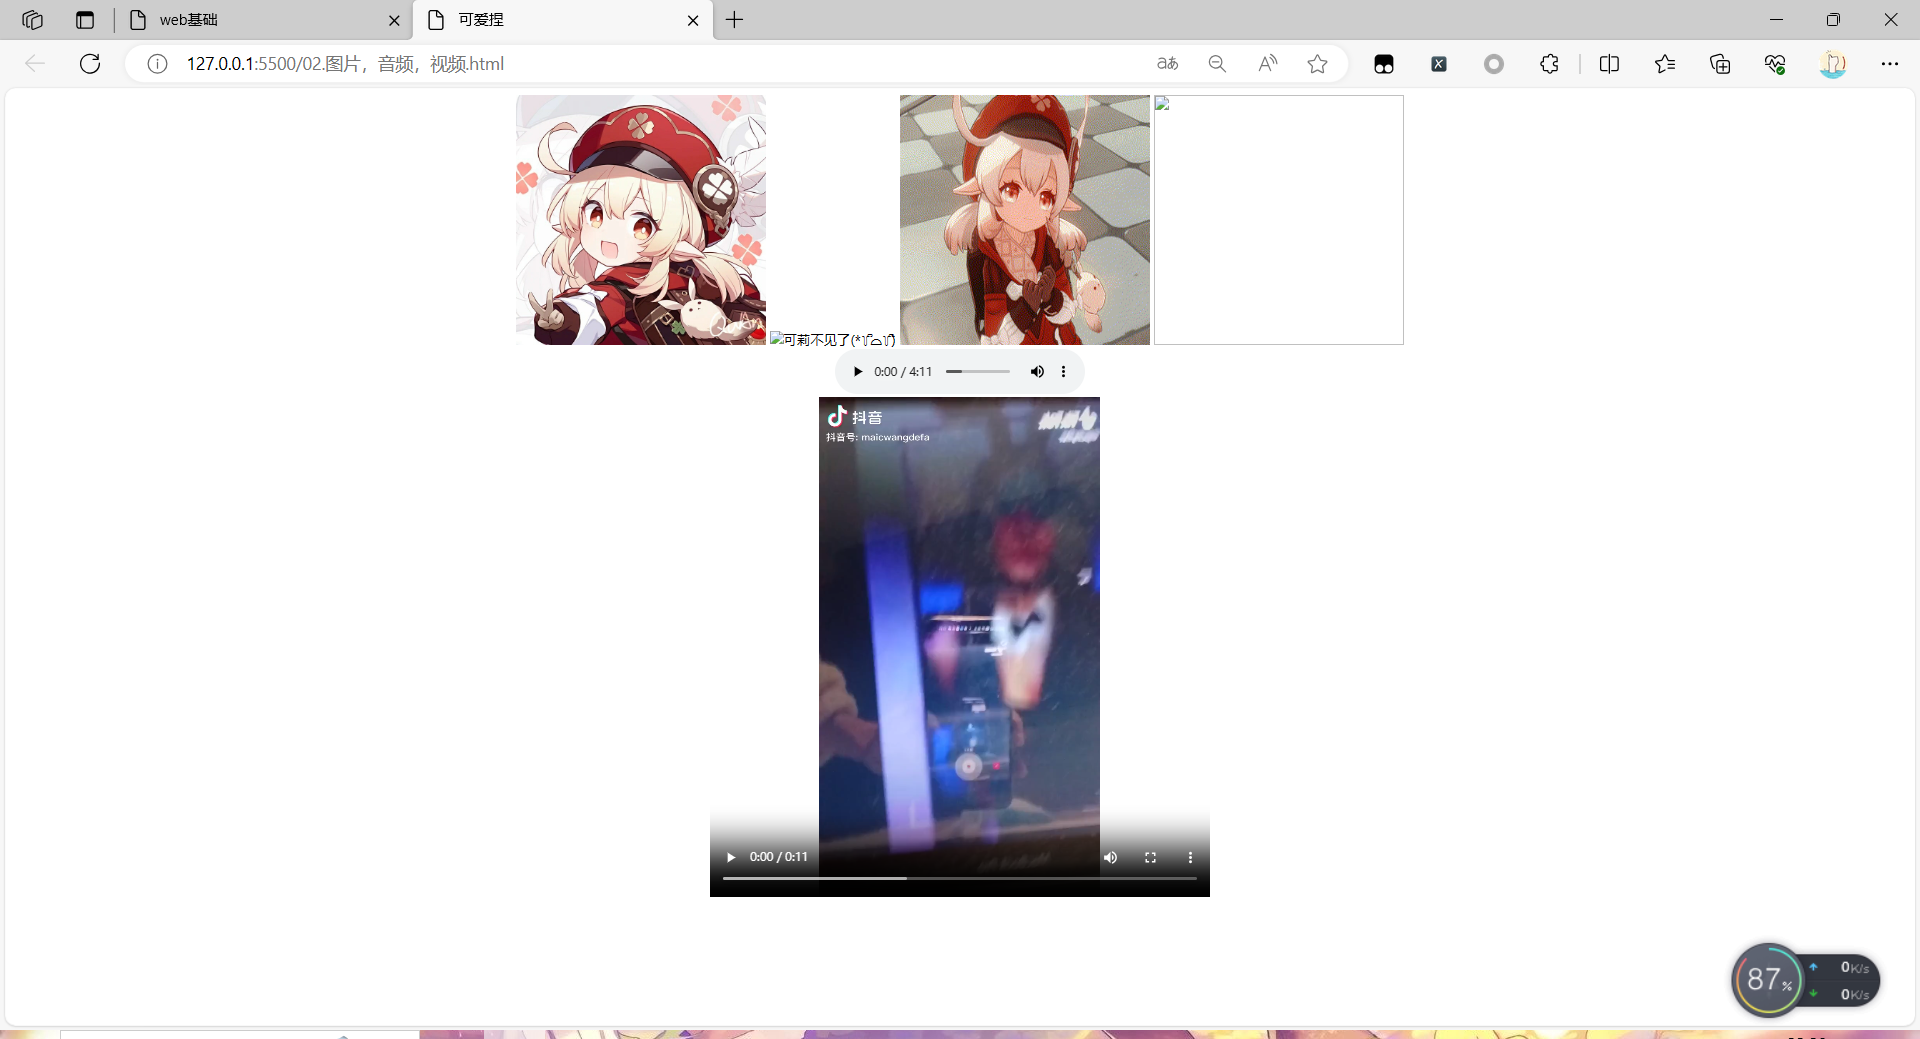 web基础
可爱捏
127.0.0.1:5500/02.图片，音频，视频.html
可莉不见了
0:00 / 4:11
抖音
抖音号: maicwangdefa
0:00 / 0:11
87%
0K/s
0K/s